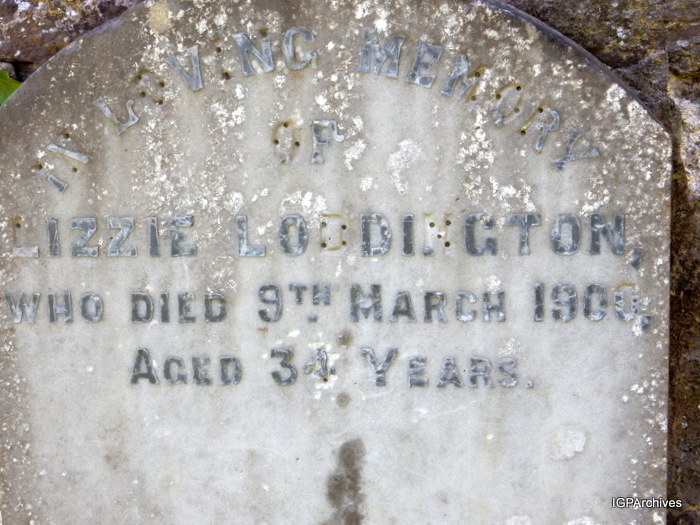 IN LOVING MEMORY
OF
LIZZIE LODDINGTON,
WHO DIED 9TH MARCH 1900,
AGED 34 YEARS.
IGPArchives